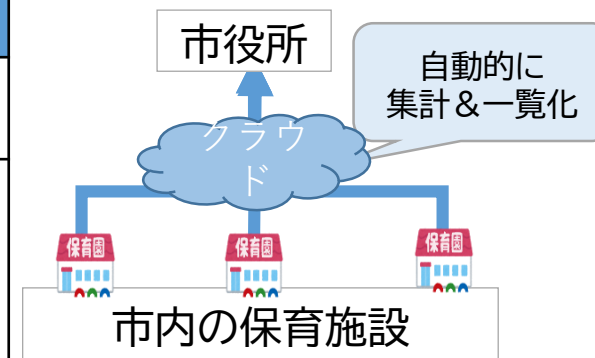 市役所
自動的に
集計&一覧化
クラウ
ド
保育園
保育園
保育園
市内の保育施設